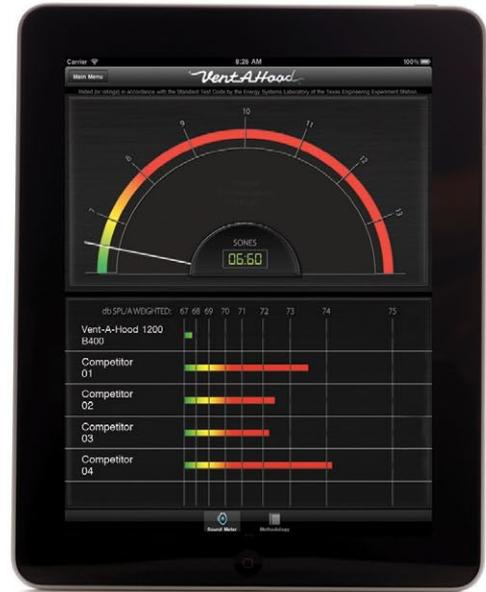 Carrier 8:26 AM 100%
Main Menu Vent-A-Hood
Rated (or ratings) in accordance with the Standard Test Code by the Energy Systems Laboratory of the Texas Engineering Experiment Station.
7 8 9 10 11 12 13
SONES
06:60
db SPL/A WEIGHTED: 67 68 69 70 71 72 73 74 75
Vent-A-Hood 1200
B400
Competitor
01
Competitor
02
Competitor
03
Competitor
04
Sound Meter Methodology